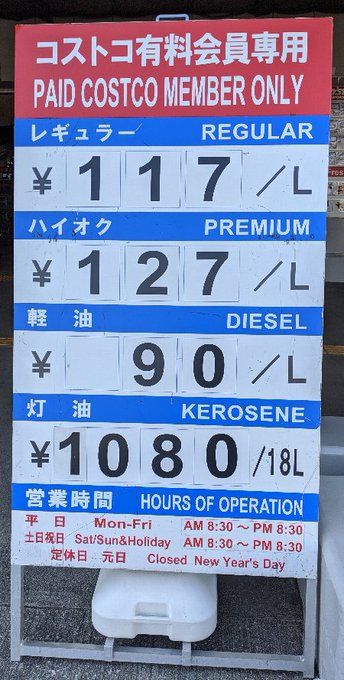 コストコ有料会員専用
PAID COSTCO MEMBER ONLY
レギュラー REGULAR
¥ 117 /L
ハイオク PREMIUM
¥ 127 /L
軽油 DIESEL
¥ 90 /L
灯油 KEROSENE
¥1080 /18L
営業時間 HOURS OF OPERATION
平日 Mon-Fri AM 8:30 ～ PM 8:30
土日祝日 Sat/Sun&Holiday AM 8:30 ～ PM 8:30
定休日 元日 Closed New Year's Day